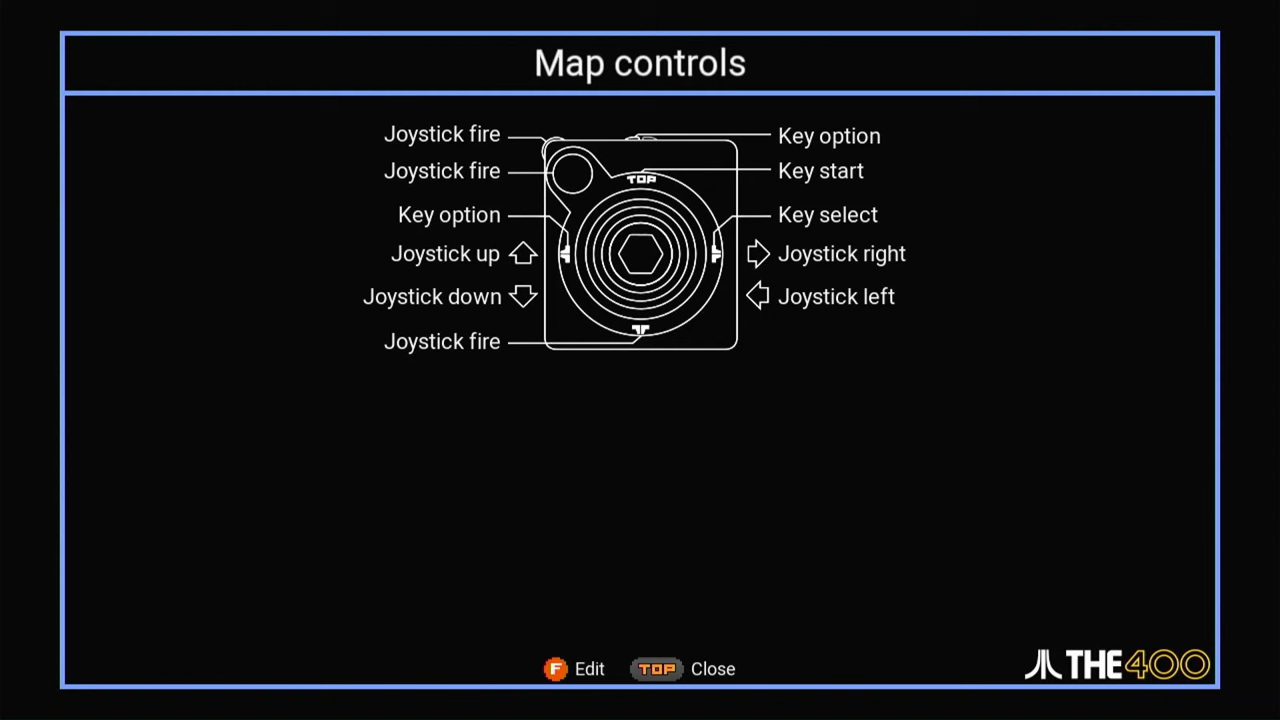 Map controls
Joystick fire
Key option
Joystick fire
TOP
Key start
Key option
Key select
Joystick up
Joystick right
Joystick down
Joystick left
Joystick fire
F Edit TOP Close
THE400